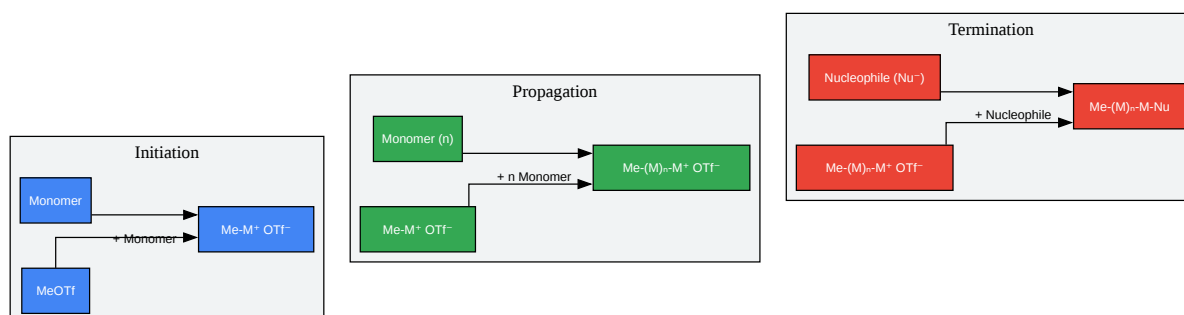 Initiation
Monomer
+ Monomer
Me-M⁺ OTf⁻
MeOTf
Propagation
Monomer (n)
+ n Monomer
Me-(M)ₙ-M⁺ OTf⁻
Me-M⁺ OTf⁻
Termination
Nucleophile (Nu⁻)
Me-(M)ₙ-M-Nu
+ Nucleophile
Me-(M)ₙ-M⁺ OTf⁻